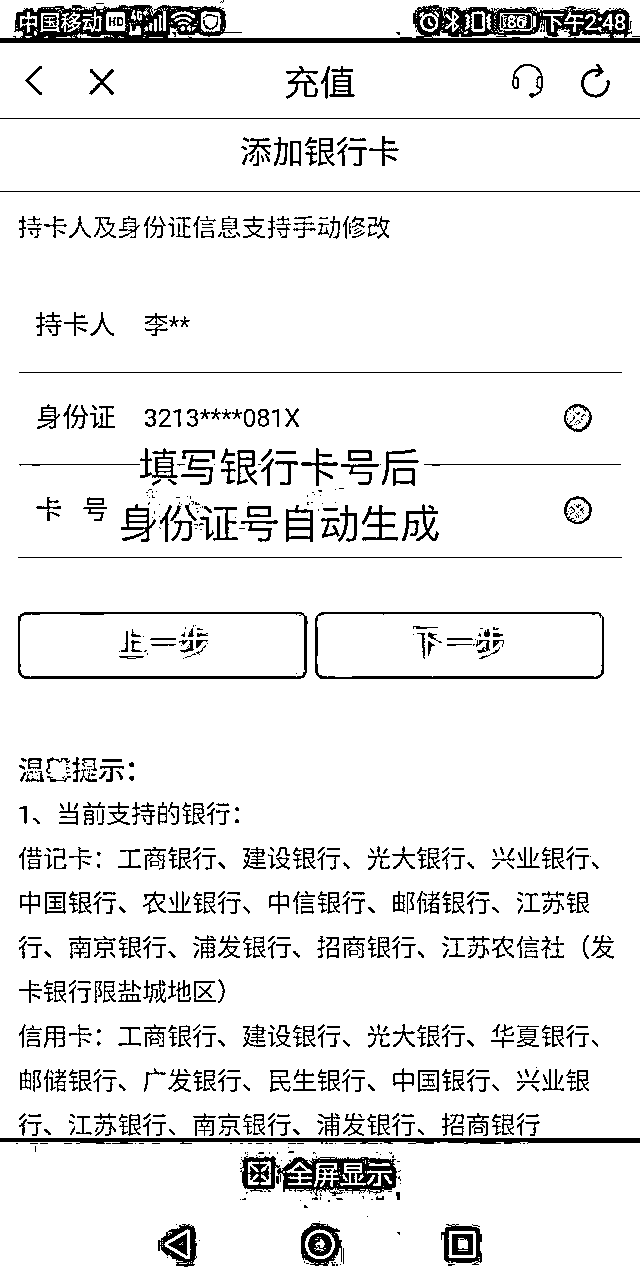 中国移动 HD 4G 86 下午2:48
充值
添加银行卡
持卡人及身份证信息支持手动修改
持卡人 李**
身份证 3213****081X
填写银行卡号后
卡 号
身份证号自动生成
上一步 下一步
温馨提示：
1、当前支持的银行：
借记卡：工商银行、建设银行、光大银行、兴业银行、
中国银行、农业银行、中信银行、邮储银行、江苏银
行、南京银行、浦发银行、招商银行、江苏农信社（发
卡银行限盐城地区）
信用卡：工商银行、建设银行、光大银行、华夏银行、
邮储银行、广发银行、民生银行、中国银行、兴业银
行、江苏银行、南京银行、浦发银行、招商银行
全屏显示